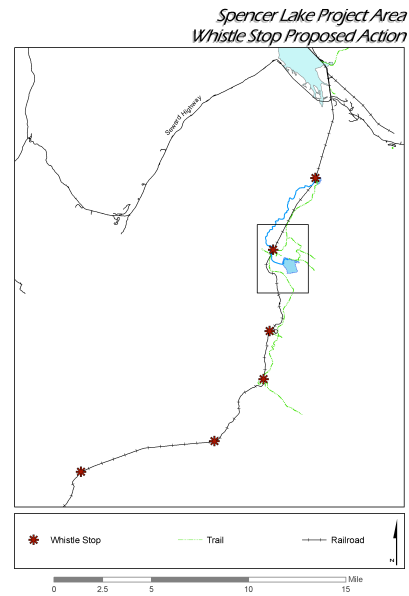 Spencer Lake Project Area
Whistle Stop Proposed Action
Seward Highway
Whistle Stop
Trail
Railroad
N
0 2.5 5 10 15 Mile